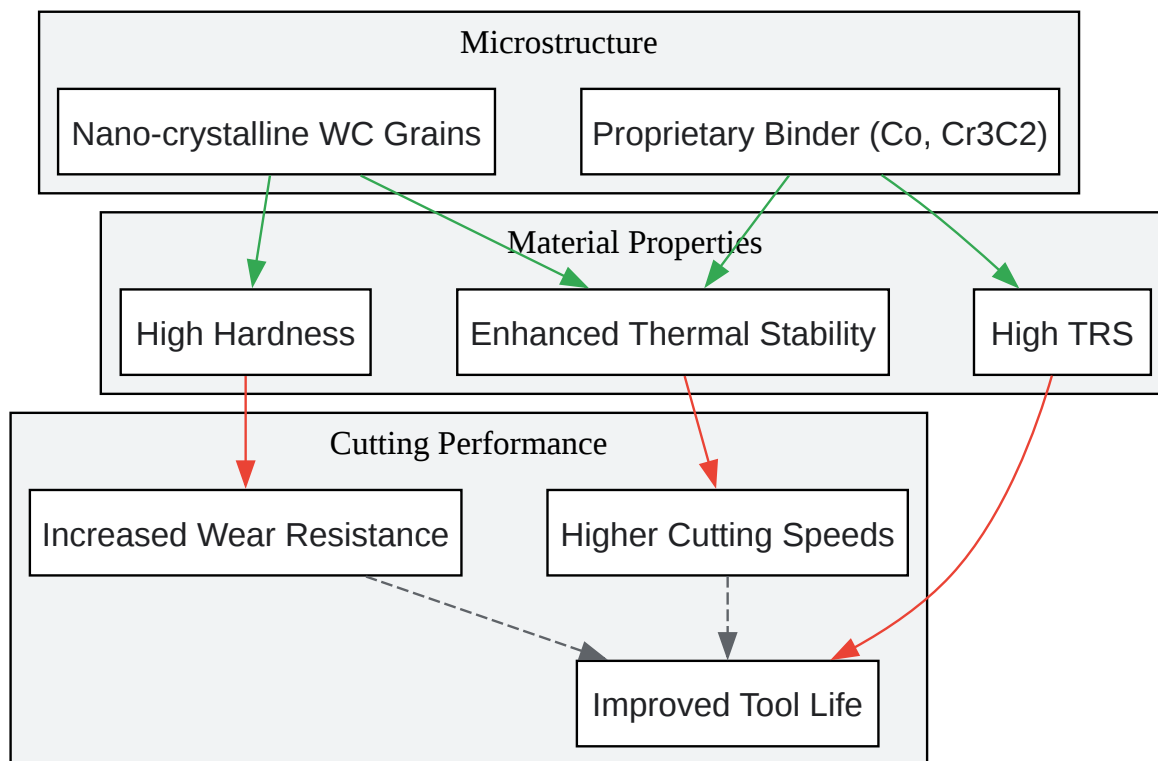 Microstructure
Nano-crystalline WC Grains
Proprietary Binder (Co, Cr3C2)
Material Properties
High Hardness
Enhanced Thermal Stability
High TRS
Cutting Performance
Increased Wear Resistance
Higher Cutting Speeds
Improved Tool Life